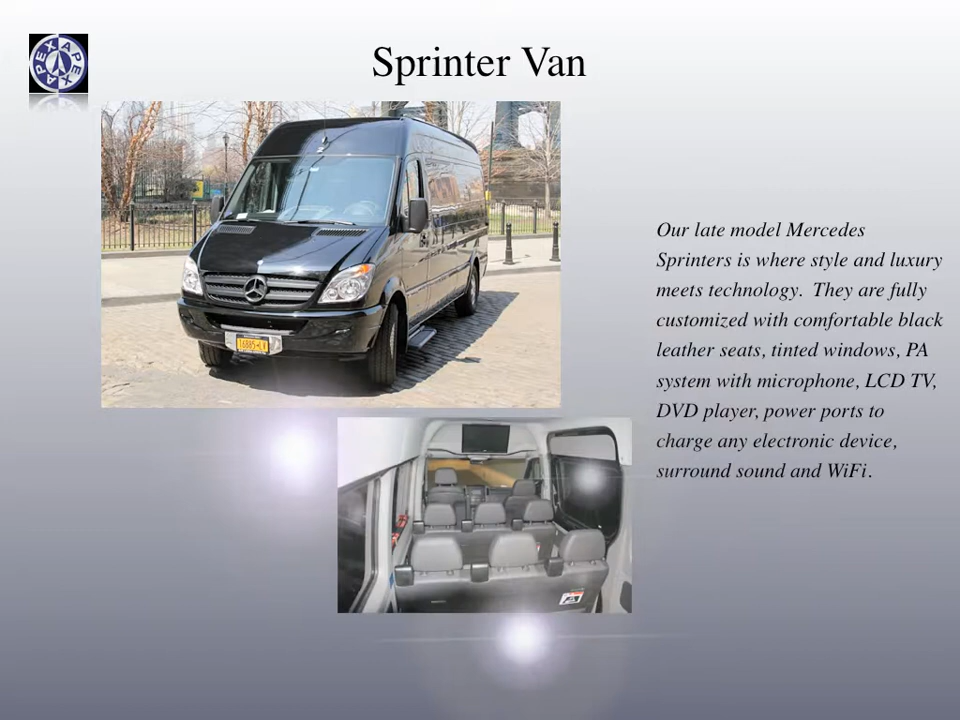 APEX APEX
Sprinter Van
Our late model Mercedes
Sprinters is where style and luxury
meets technology.  They are fully
customized with comfortable black
leather seats, tinted windows, PA
system with microphone, LCD TV,
DVD player, power ports to
charge any electronic device,
surround sound and WiFi.